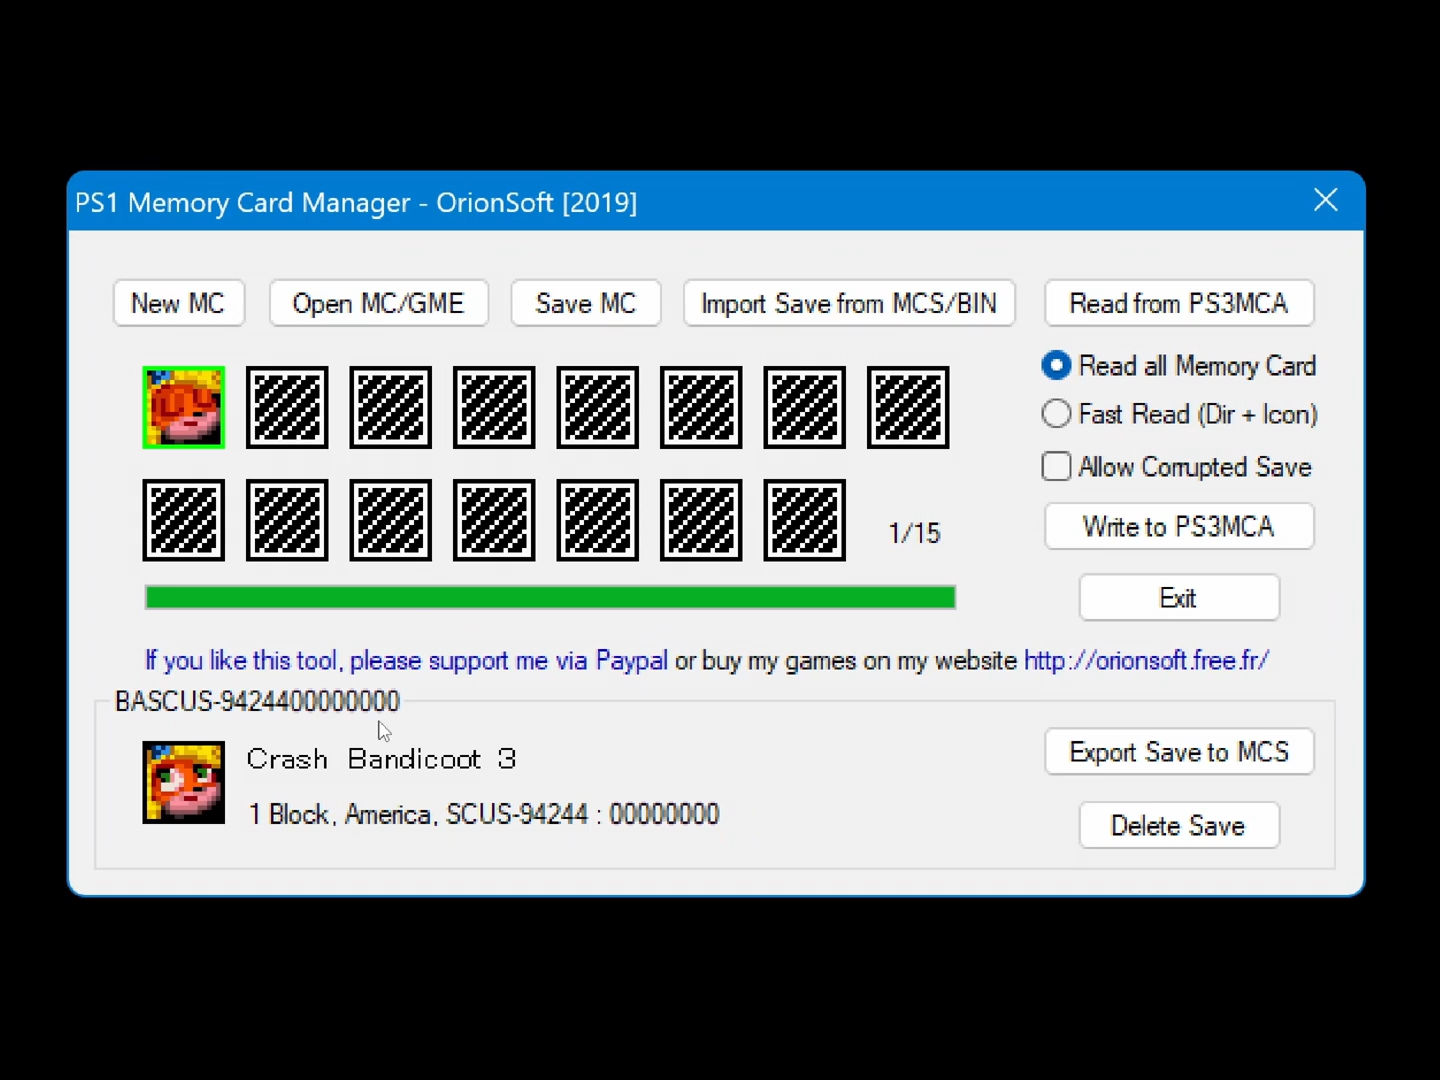 PS1 Memory Card Manager - OrionSoft [2019]
New MC
Open MC/GME
Save MC
Import Save from MCS/BIN
Read from PS3MCA
Read all Memory Card
Fast Read (Dir + Icon)
Allow Corrupted Save
1/15
Write to PS3MCA
Exit
If you like this tool, please support me via Paypal or buy my games on my website http://orionsoft.free.fr/
BASCUS-9424400000000
Crash Bandicoot 3
1 Block, America, SCUS-94244 : 00000000
Export Save to MCS
Delete Save